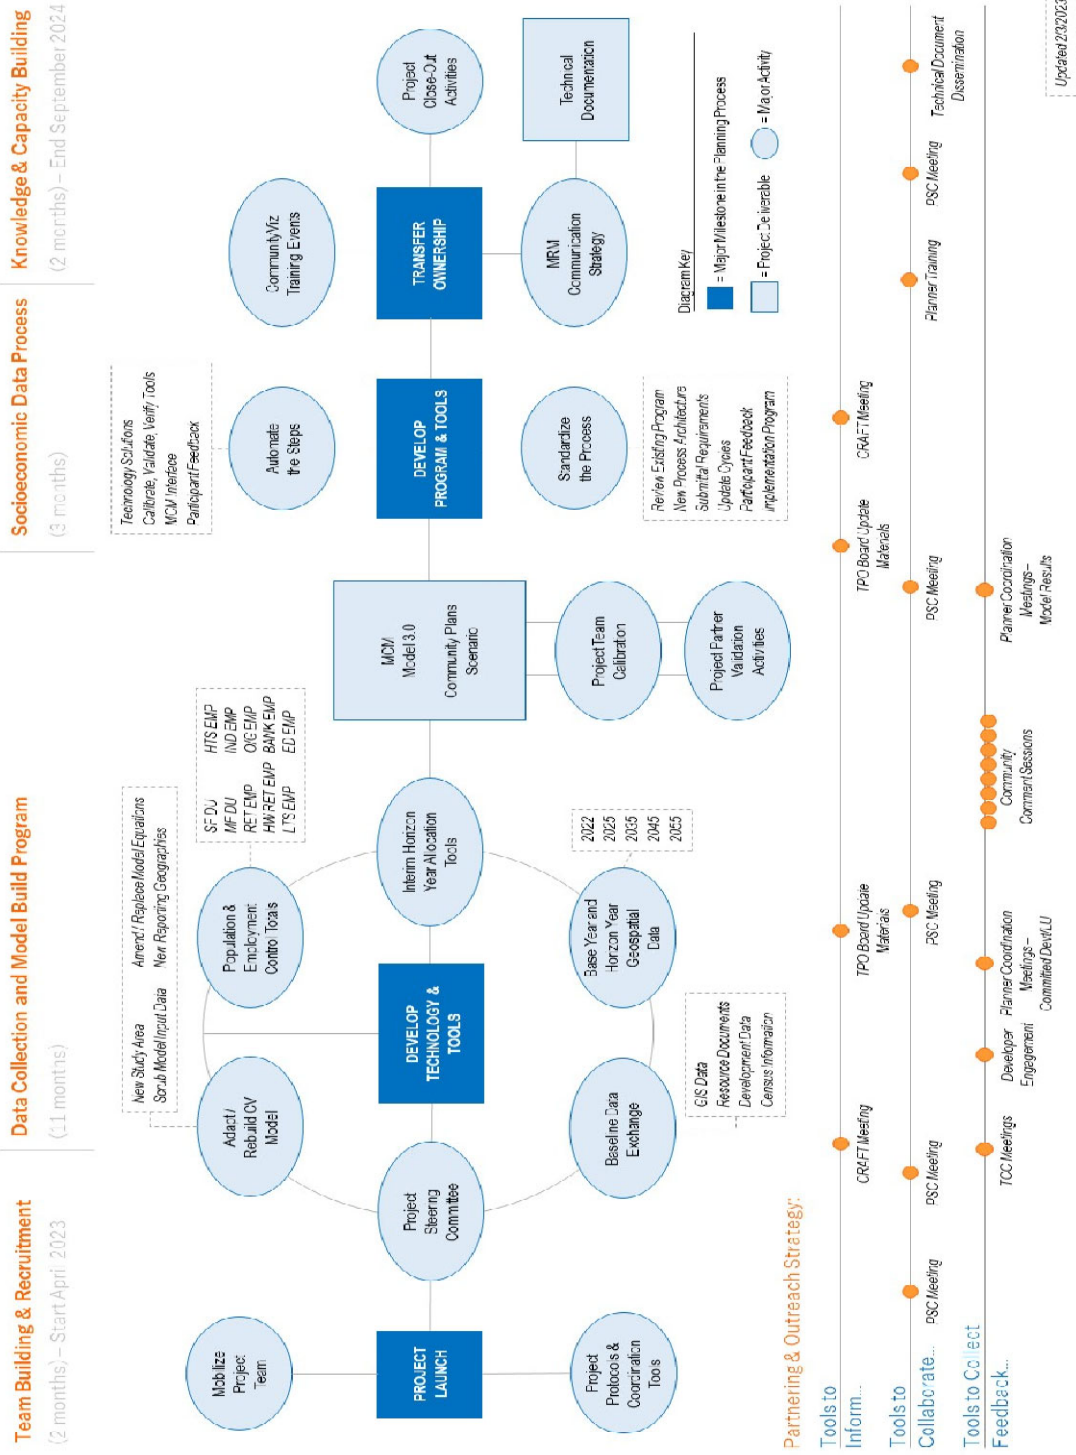 Team Building & Recruitment
(2 months) – Start April 2023
Data Collection and Model Build Program
(11 months)
Socioeconomic Data Process
(3 months)
Knowledge & Capacity Building
(2 months) – End September 2024
Mobilize
Project
Team
PROJECT
LAUNCH
Project
Protocols &
Coordination
Tools
Project
Steering
Committee
New Study Area
Scrub Model Input Data
Amend / Replace Model Equations
New Reporting Geographies
Adapt /
Rebuild CV
Model
Population &
Employment
Control Totals
SF DU
MF DU
RET EMP
HWRET EMP
LTS EMP
HTS EMP
IND EMP
O/G EMP
BANK EMP
ED EMP
DEVELOP
TECHNOLOGY &
TOOLS
Interim Horizon
Year Allocation
Tools
Baseline Data
Exchange
GIS Data
Resource Documents
Development Data
Census Information
Base Year and
Horizon Year
Geospatial
Data
2022
2025
2035
2045
2055
MCM
Model 3.0
Community Plans
Scenario
Project Team
Calibration
Project Partner
Validation
Activities
Technology Solutions
Calibrate, Validate, Verify Tools
MCM Interface
Participant Feedback
Automate
the Steps
DEVELOP
PROGRAM & TOOLS
Standardize
the Process
Review Existing Program
New Process Architecture
Submittal Requirements
Update Cycles
Participant Feedback
Implementation Program
CommunityViz
Training Events
TRANSFER
OWNERSHIP
MRM
Communication
Strategy
Project
Close-Out
Activities
Technical
Documentation
Diagram Key
= Major Milestone in the Planning Process
= Project Deliverable
= Major Activity
Partnering & Outreach Strategy:
Tools to
Inform...
CRAFT Meeting
TPO Board Update
Materials
TPO Board Update
Materials
CRAFT Meeting
Tools to
Collaborate...
PSC Meeting
PSC Meeting
PSC Meeting
PSC Meeting
Planner Training
PSC Meeting
Technical Document
Dissemination
Tools to Collect
Feedback...
TCC Meetings
Developer
Engagement
Planner Coordination
Meetings –
Committed Dev/LU
Community
Comment Sessions
Planner Coordination
Meetings –
Model Results
Updated 2/3/2023